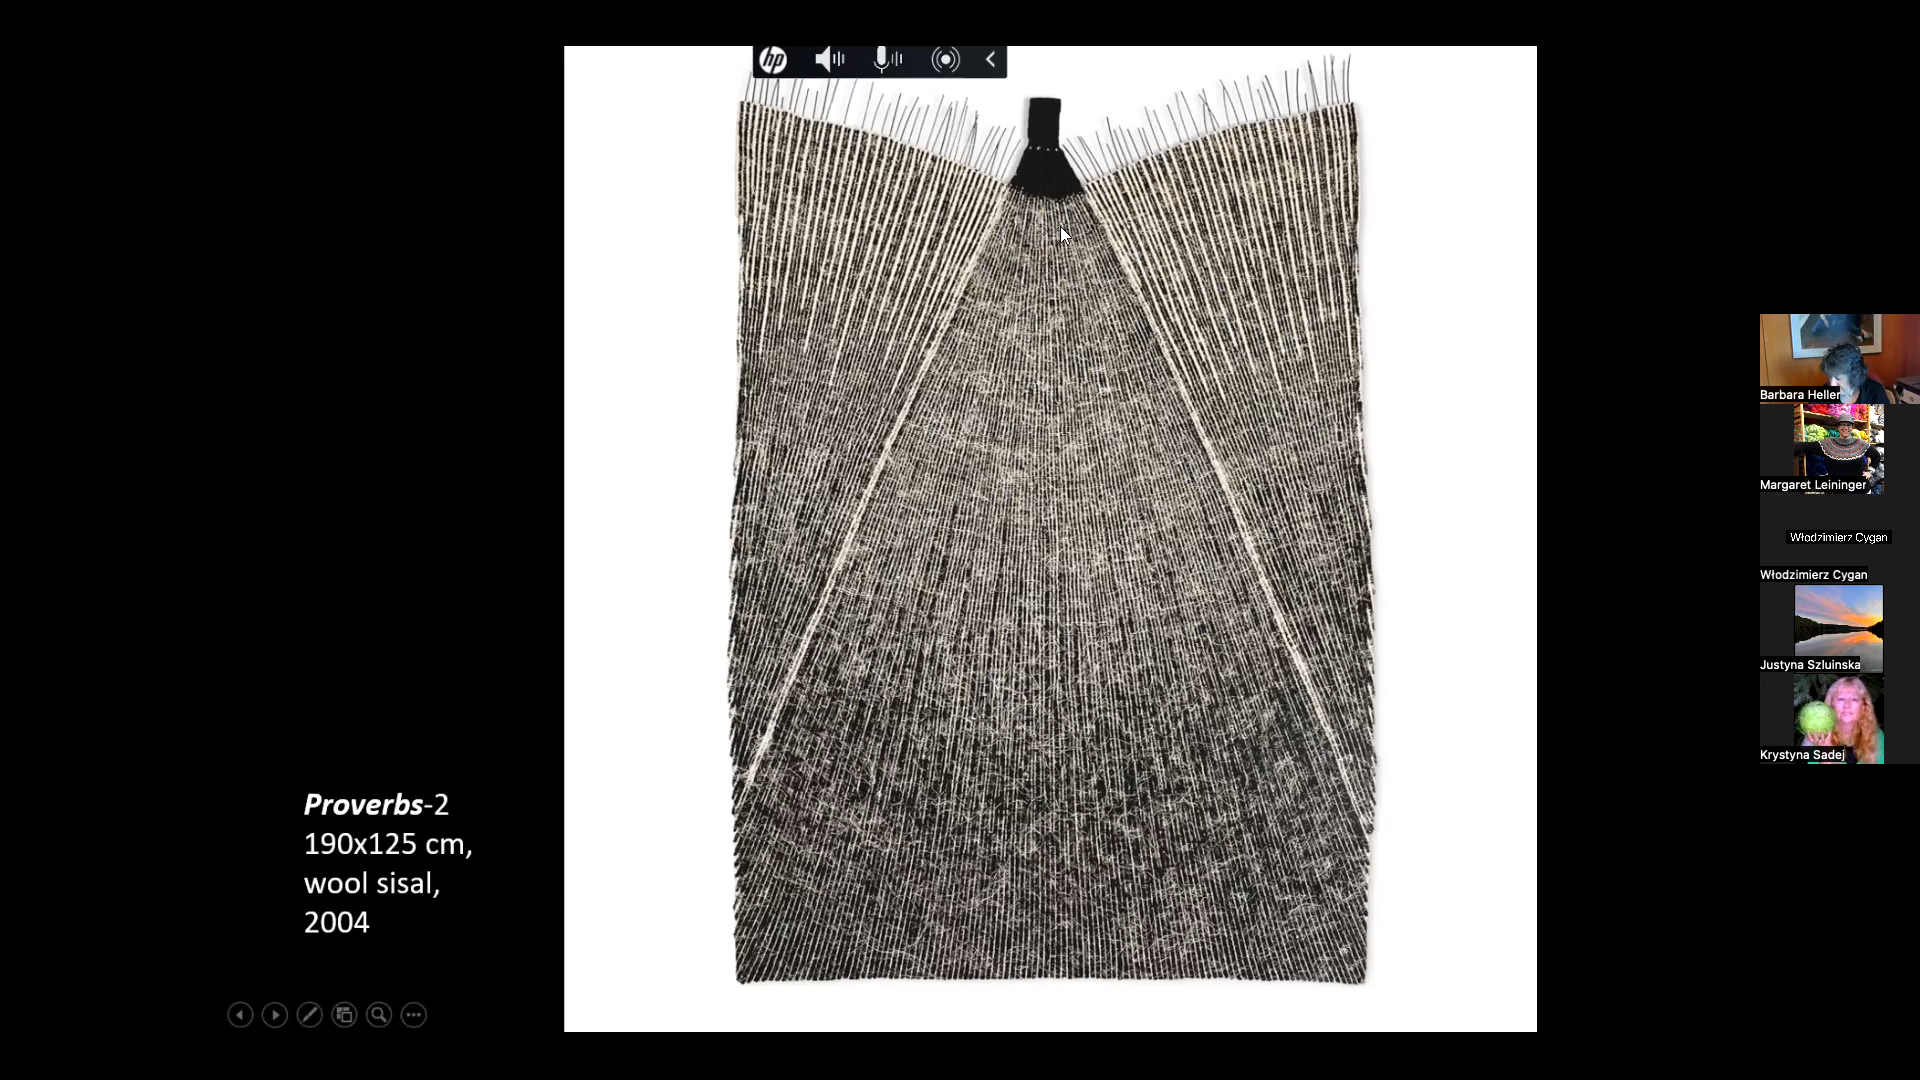 hp
Proverbs-2
190x125 cm,
wool sisal,
2004
Barbara Heller
Margaret Leininger
Włodzimierz Cygan
Włodzimierz Cygan
Justyna Szluinska
Krystyna Sadej